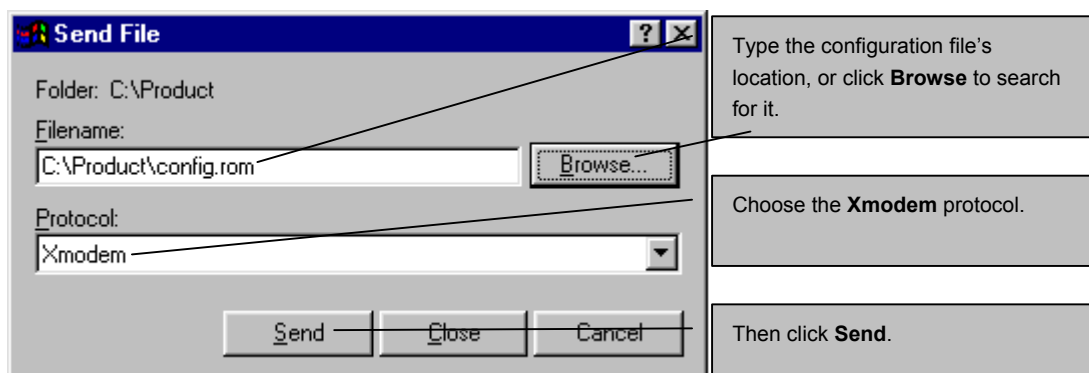 Send File
Folder: C:\Product
Filename:
C:\Product\config.rom
Browse...
Protocol:
Xmodem
Send
Close
Cancel
Type the configuration file’s
location, or click Browse to search
for it.
Choose the Xmodem protocol.
Then click Send.